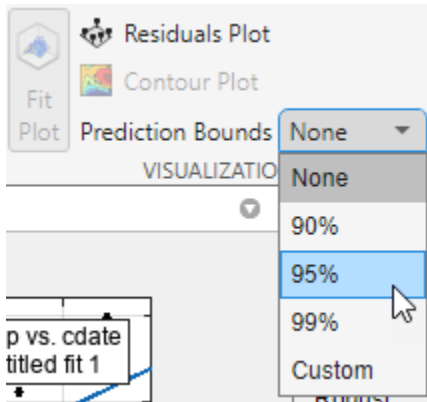 Residuals Plot
Contour Plot
Fit
Plot
Prediction Bounds None
VISUALIZATIO
None
90%
95%
99%
Custom
p vs. cdate
titled fit 1